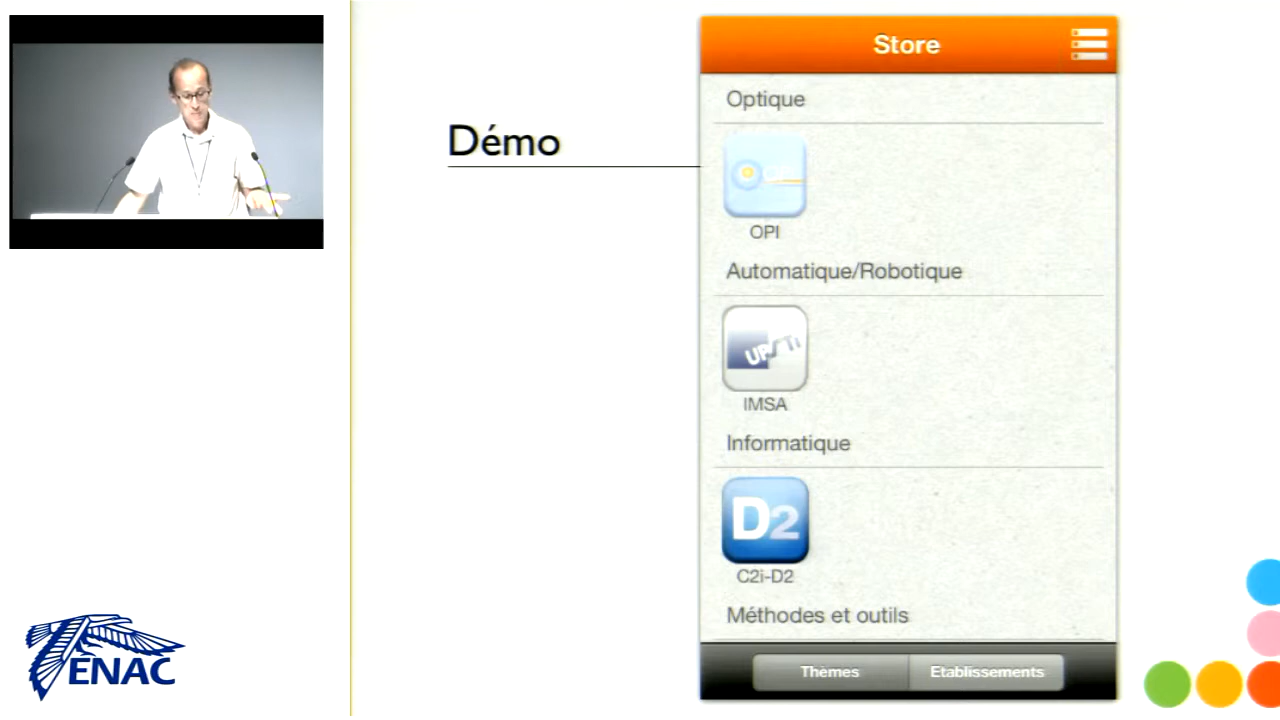 Store
Optique
Démo
OPI
Automatique/Robotique
IMSA
Informatique
D2
C2i-D2
Méthodes et outils
Thèmes
Etablissements
ENAC